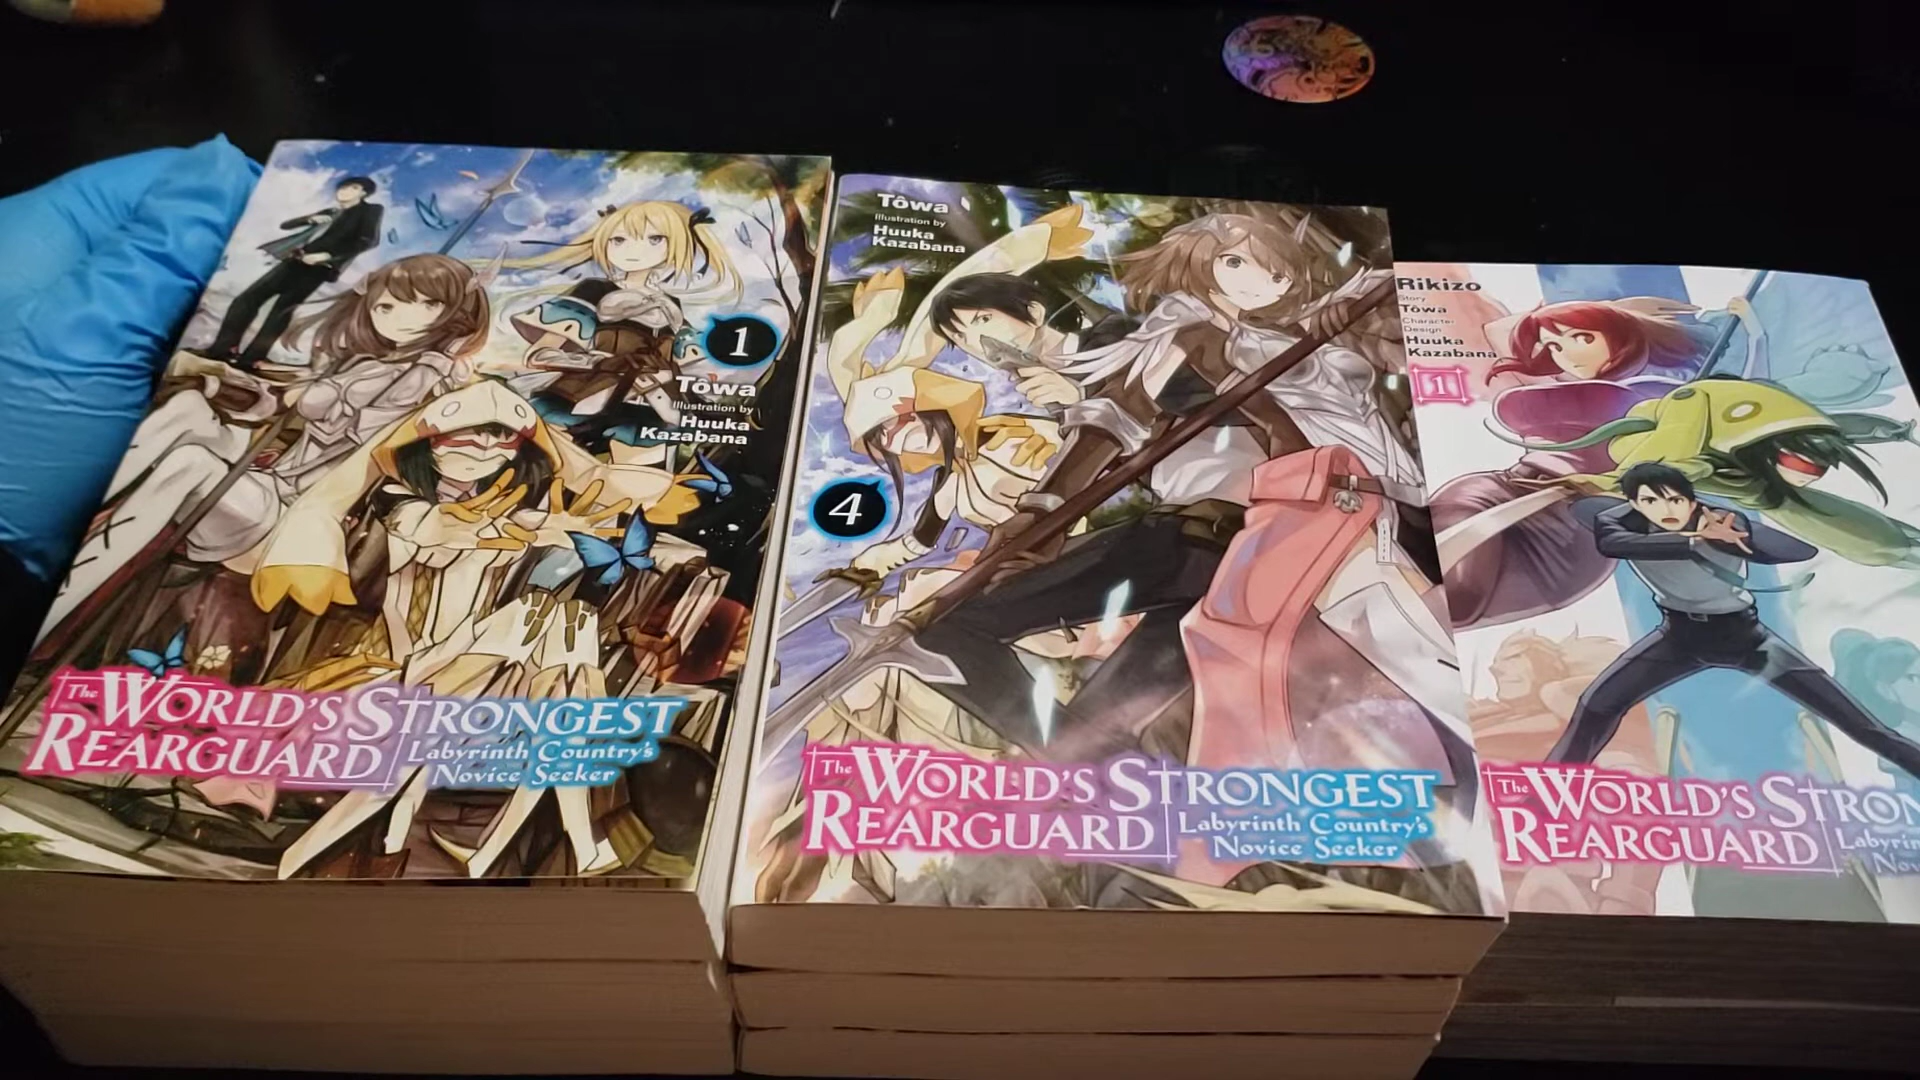 1
Tôwa
Illustration by
Huuka
Kazabana
The WORLD'S STRONGEST
REARGUARD
Labyrinth Country's
Novice Seeker
Tôwa
Illustration by
Huuka
Kazabana
4
The WORLD'S STRONGEST
REARGUARD
Labyrinth Country's
Novice Seeker
Rikizo
Story
Tôwa
Character
Design
Huuka
Kazabana
1
The WORLD'S STRON
REARGUARD
Labyrin
Nov